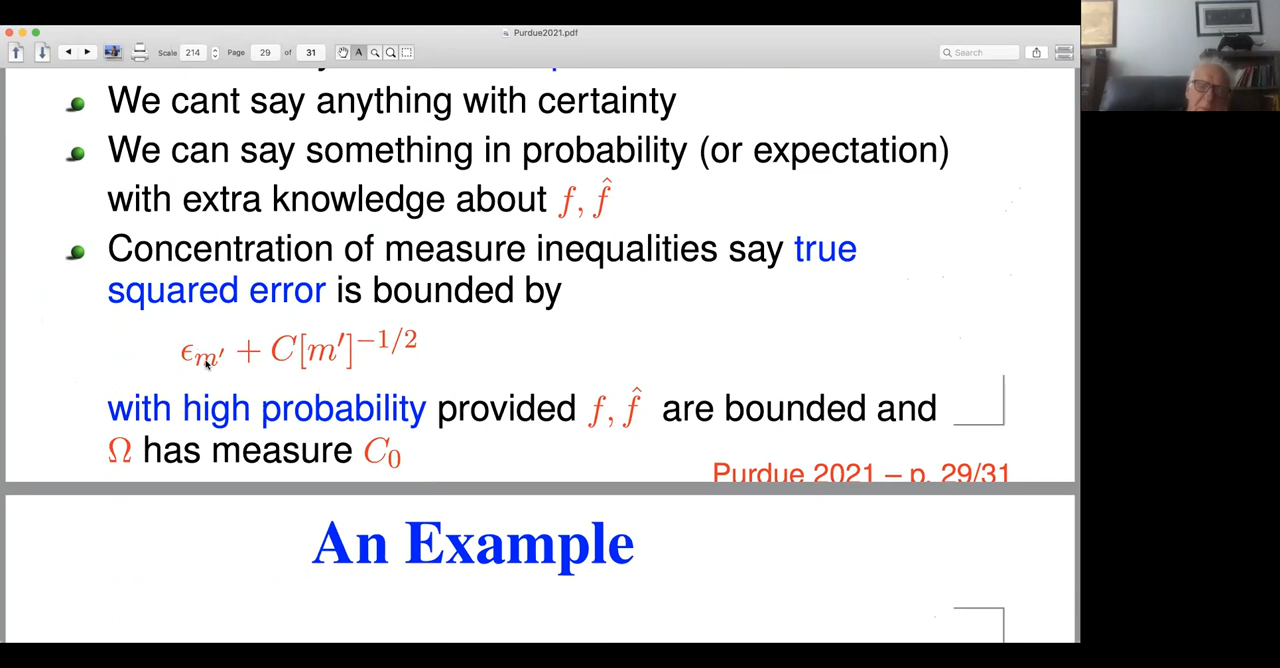 Purdue2021.pdf
Scale 214 Page 29 of 31 Search
We cant say anything with certainty
We can say something in probability (or expectation)
with extra knowledge about f, f̂
Concentration of measure inequalities say true
squared error is bounded by
ϵ_{m′} + C[m′]^{−1/2}
with high probability provided f, f̂ are bounded and
Ω has measure C₀
Purdue 2021 – p. 29/31
An Example